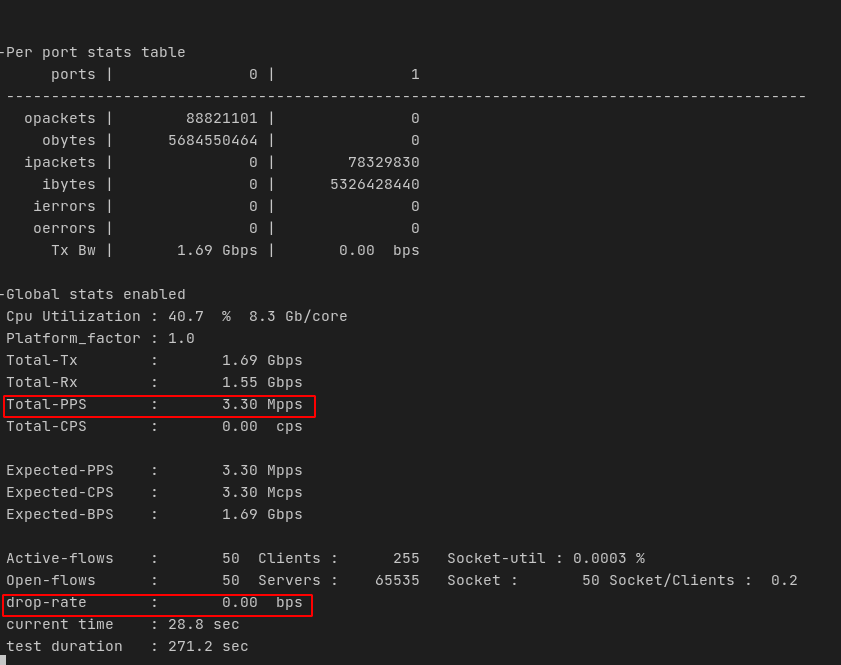 -Per port stats table
ports | 0 | 1
-----------------------------------------------------------------------------------------
opackets | 88821101 | 0
obytes | 5684550464 | 0
ipackets | 0 | 78329830
ibytes | 0 | 5326428440
ierrors | 0 | 0
oerrors | 0 | 0
Tx Bw | 1.69 Gbps | 0.00 bps
-Global stats enabled
Cpu Utilization : 40.7 % 8.3 Gb/core
Platform_factor : 1.0
Total-Tx : 1.69 Gbps
Total-Rx : 1.55 Gbps
Total-PPS : 3.30 Mpps
Total-CPS : 0.00 cps
Expected-PPS : 3.30 Mpps
Expected-CPS : 3.30 Mcps
Expected-BPS : 1.69 Gbps
Active-flows : 50 Clients : 255 Socket-util : 0.0003 %
Open-flows : 50 Servers : 65535 Socket : 50 Socket/Clients : 0.2
drop-rate : 0.00 bps
current time : 28.8 sec
test duration : 271.2 sec